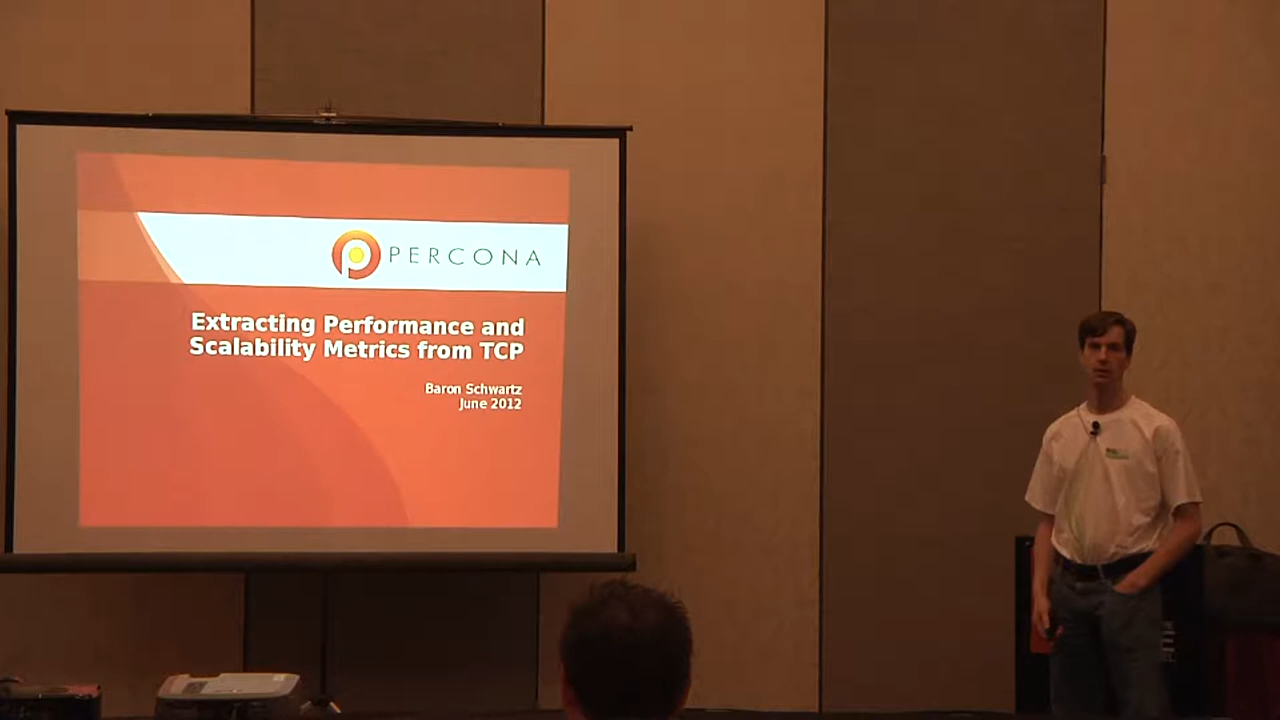 PERCONA
Extracting Performance and
Scalability Metrics from TCP
Baron Schwartz
June 2012